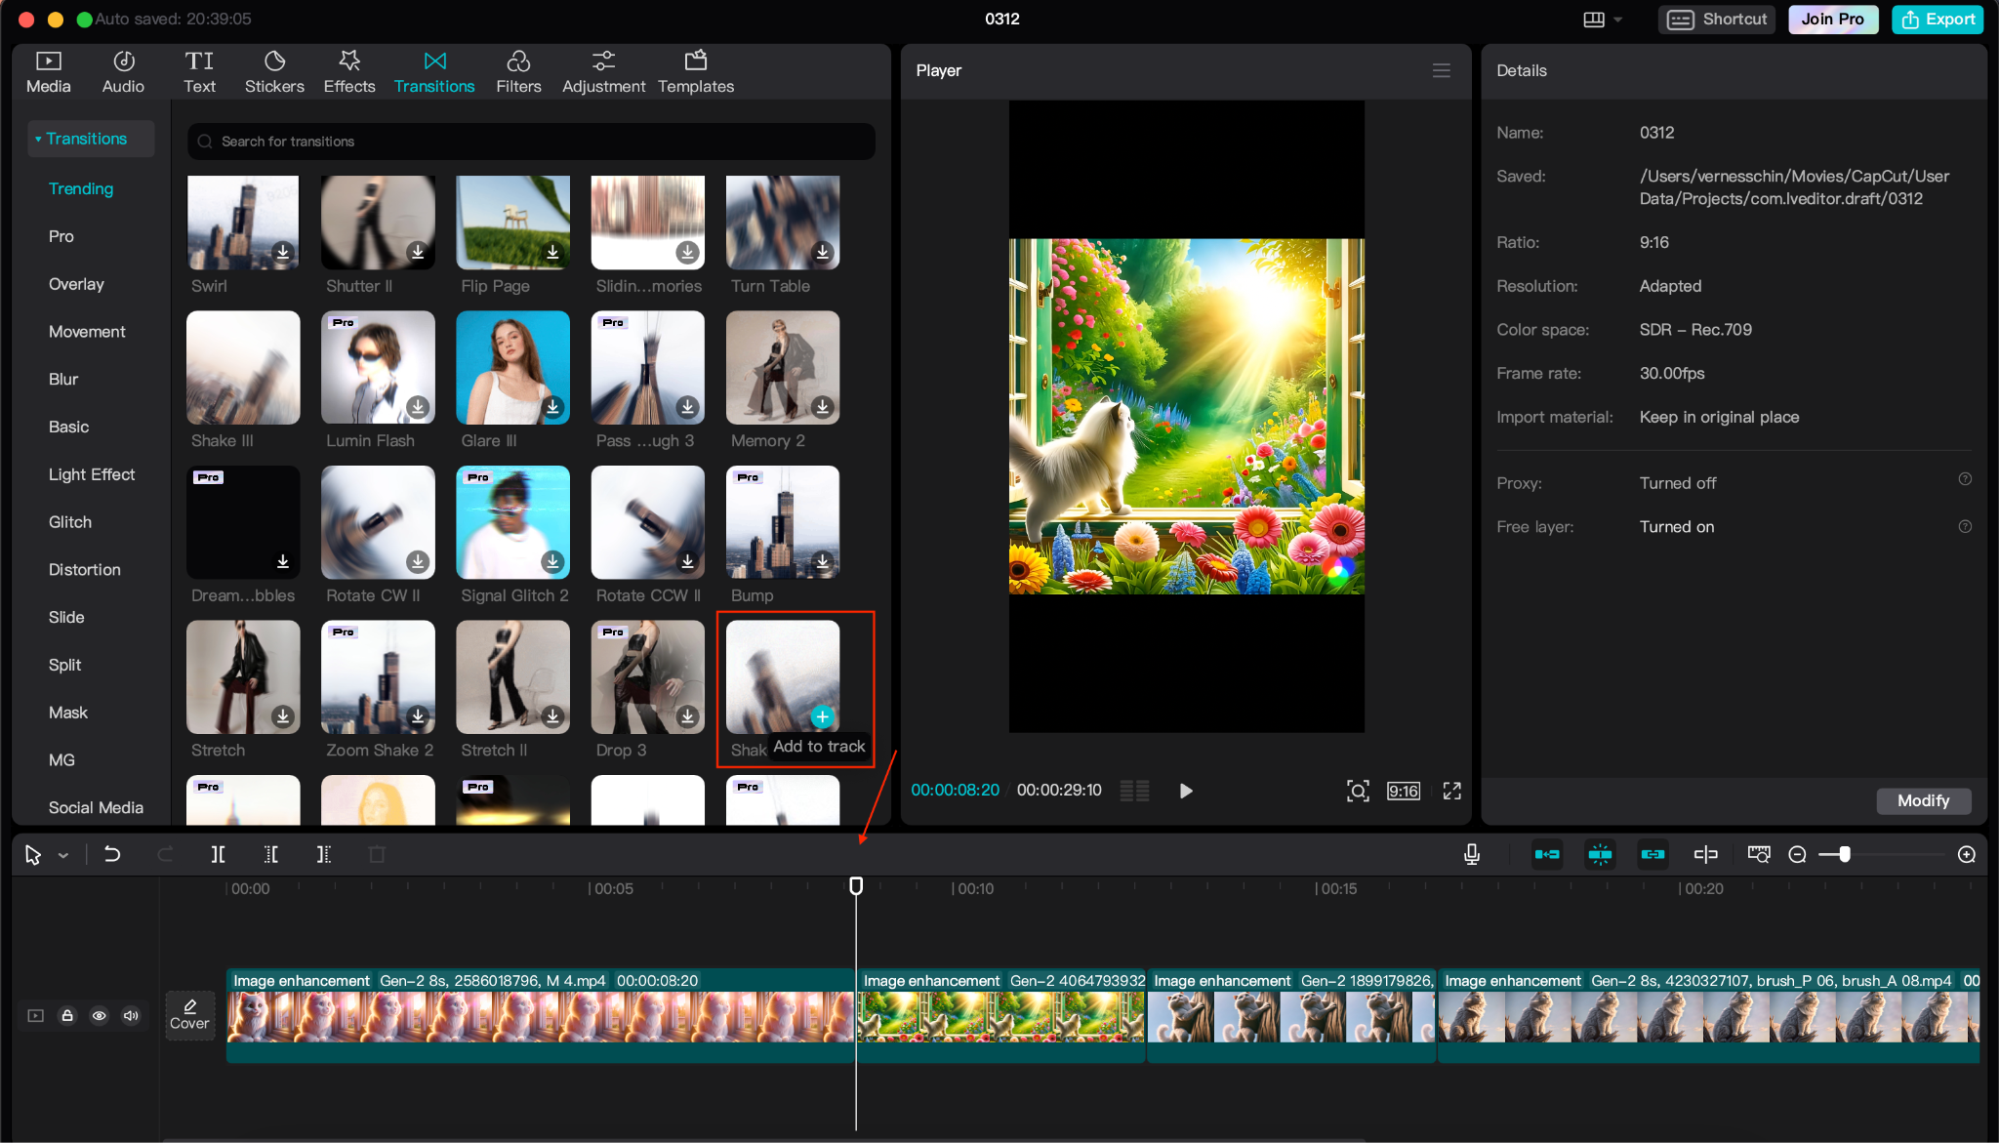 Auto saved: 20:39:05
0312
Shortcut
Join Pro
Export
Media
Audio
TI
Text
Stickers
Effects
Transitions
Filters
Adjustment
Templates
Transitions
Trending
Pro
Overlay
Movement
Blur
Basic
Light Effect
Glitch
Distortion
Slide
Split
Mask
MG
Social Media
Search for transitions
Swirl
Shutter II
Flip Page
Slidin...mories
Turn Table
Pro
Pro
Shake III
Lumin Flash
Glare III
Pass ...ugh 3
Memory 2
Pro
Pro
Pro
Dream...bbles
Rotate CW II
Signal Glitch 2
Rotate CCW II
Bump
Pro
Pro
Stretch
Zoom Shake 2
Stretch II
Drop 3
Shak
Add to track
Pro
Pro
Pro
Player
00:00:08:20
00:00:29:10
9:16
Details
Name: 0312
Saved: /Users/vernesschin/Movies/CapCut/User
Data/Projects/com.lveditor.draft/0312
Ratio: 9:16
Resolution: Adapted
Color space: SDR - Rec.709
Frame rate: 30.00fps
Import material: Keep in original place
Proxy: Turned off
Free layer: Turned on
Modify
00:00
00:05
00:10
00:15
00:20
Cover
Image enhancement Gen-2 8s, 2586018796, M 4.mp4 00:00:08:20
Image enhancement Gen-2 4064793932
Image enhancement Gen-2 1899179826,
Image enhancement Gen-2 8s, 4230327107, brush_P 06, brush_A 08.mp4 00